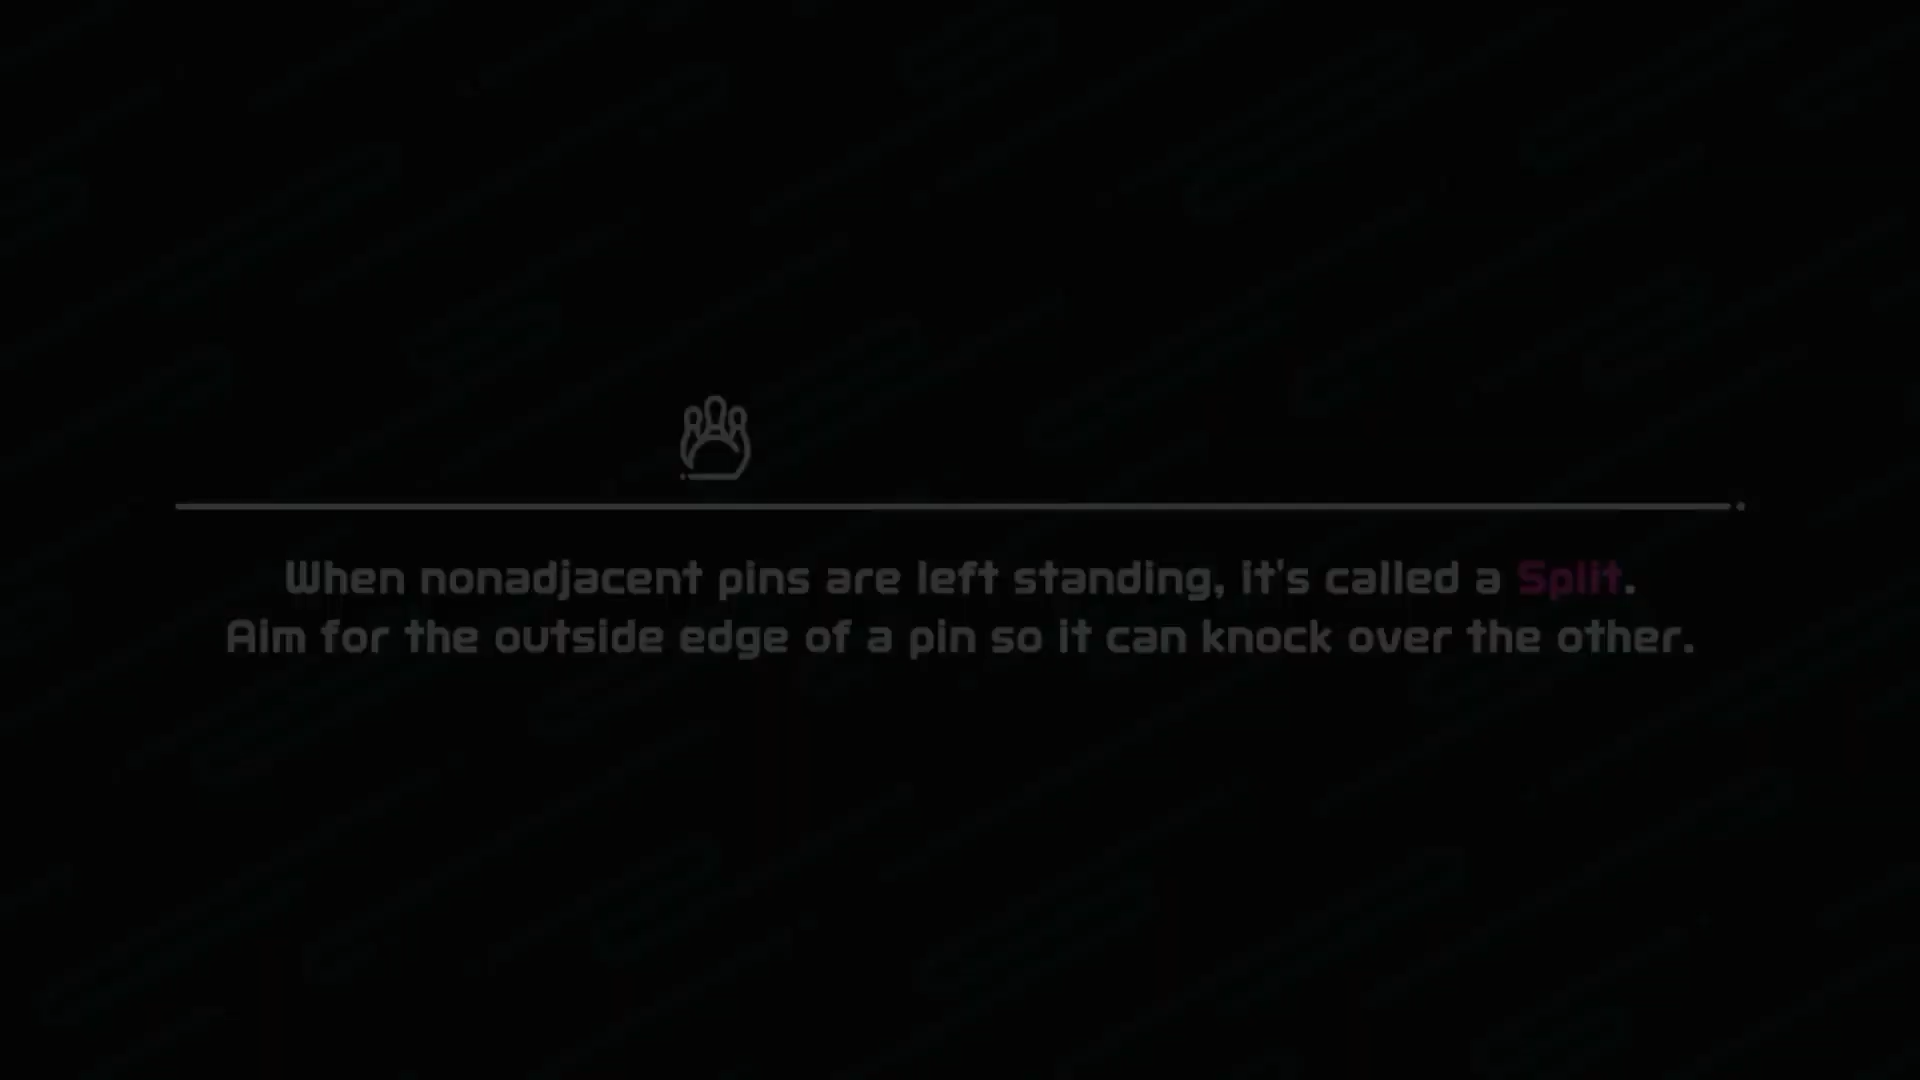 When nonadjacent pins are left standing, it's called a Split.
Aim for the outside edge of a pin so it can knock over the other.